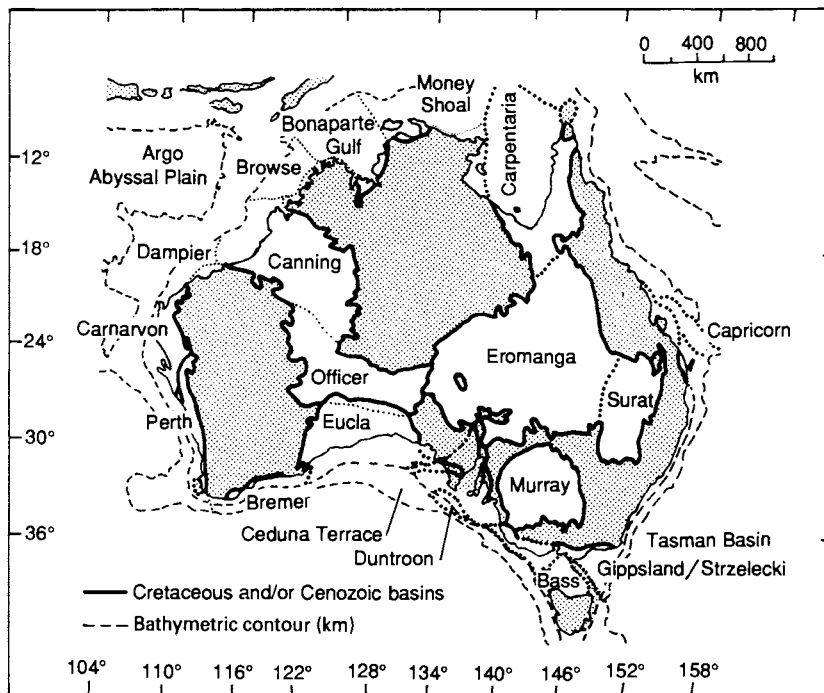 0 400 800
km
Money
Shoal
Bonaparte
Gulf
Carpentaria
Argo
Abyssal Plain
Browse
12°
Dampier
18°
Canning
Carnarvon
24°
Capricorn
Eromanga
Officer
Surat
Perth
Eucla
30°
Murray
Bremer
Ceduna Terrace
36°
Duntroon
Tasman Basin
Gippsland/Strzelecki
Bass
Cretaceous and/or Cenozoic basins
Bathymetric contour (km)
104° 110° 116° 122° 128° 134° 140° 146° 152° 158°